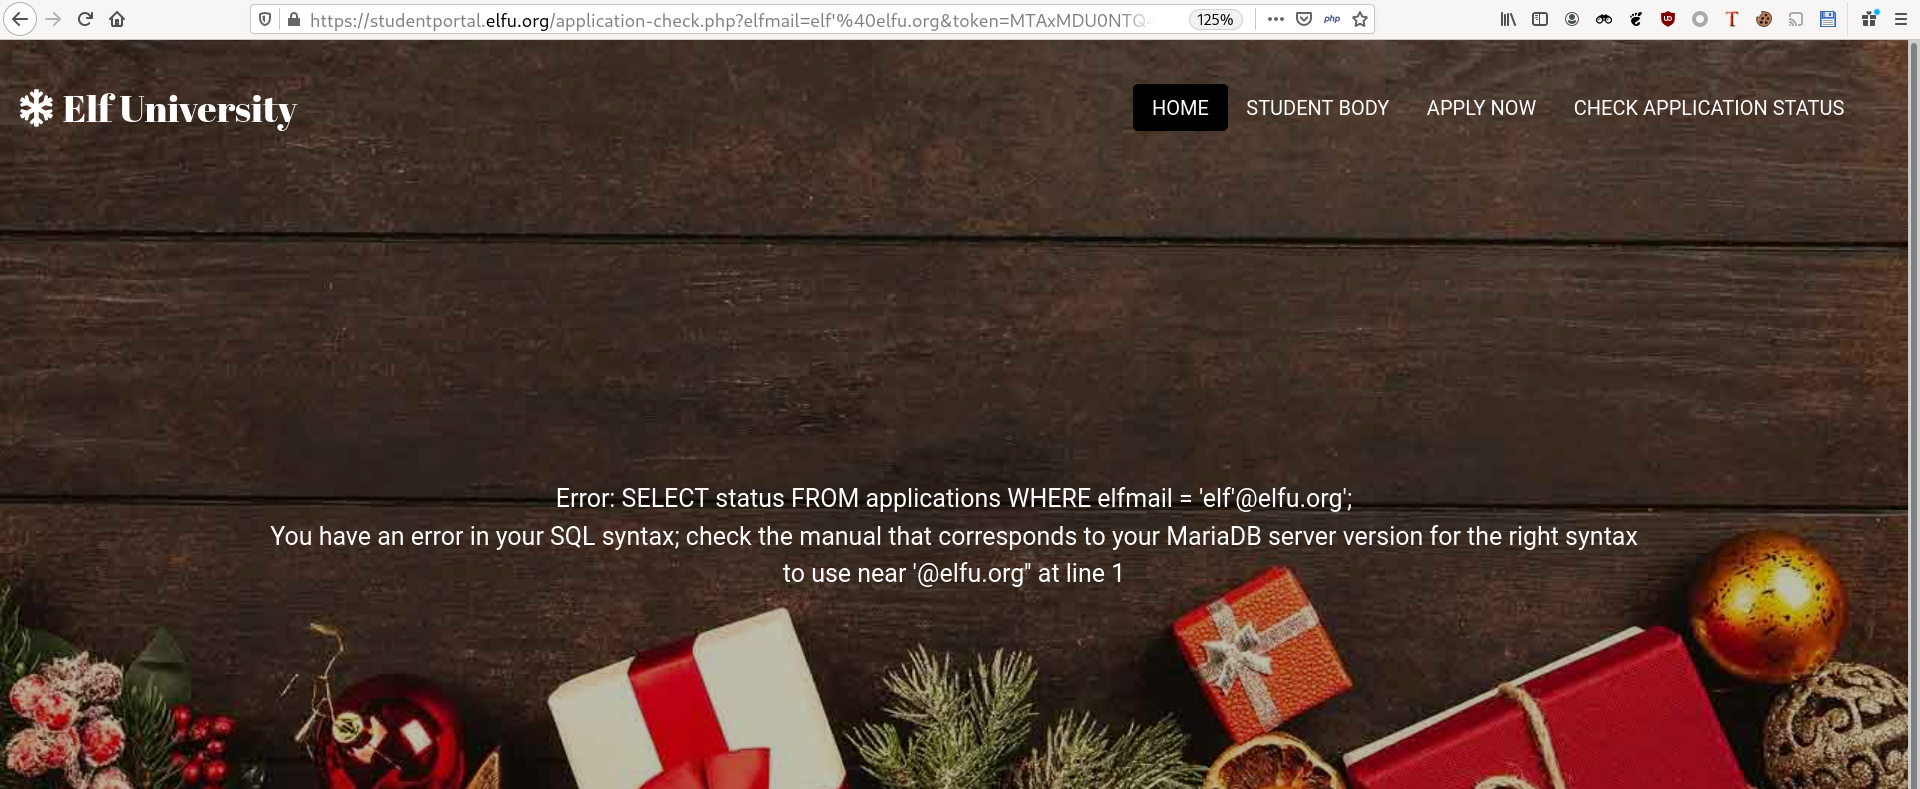 https://studentportal.elfu.org/application-check.php?elfmail=elf'%40elfu.org&token=MTAxMDU0NTQ
125%
php
Elf University
HOME
STUDENT BODY
APPLY NOW
CHECK APPLICATION STATUS
Error: SELECT status FROM applications WHERE elfmail = 'elf'@elfu.org';
You have an error in your SQL syntax; check the manual that corresponds to your MariaDB server version for the right syntax
to use near '@elfu.org'' at line 1